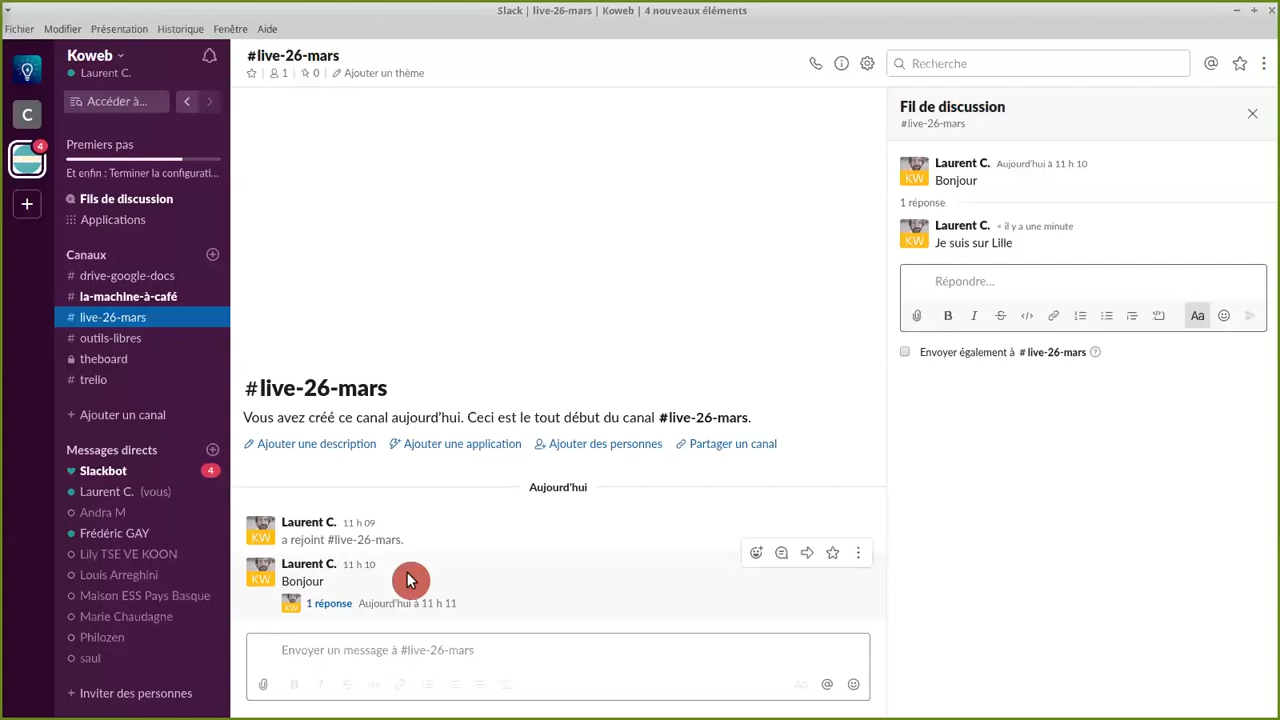 Slack | live-26-mars | Koweb | 4 nouveaux éléments
Fichier Modifier Présentation Historique Fenêtre Aide
Koweb
Laurent C.
Accéder à...
C
4
Premiers pas
Et enfin : Terminer la configurati...
Fils de discussion
Applications
Canaux
# drive-google-docs
# la-machine-à-café
# live-26-mars
# outils-libres
theboard
# trello
+ Ajouter un canal
Messages directs
Slackbot 4
Laurent C. (vous)
Andra M
Frédéric GAY
Lily TSE VE KOON
Louis Arreghini
Maison ESS Pays Basque
Marie Chaudagne
Philozen
saul
+ Inviter des personnes
#live-26-mars
1 | 0 | Ajouter un thème
Recherche
#live-26-mars
Vous avez créé ce canal aujourd'hui. Ceci est le tout début du canal #live-26-mars.
Ajouter une description Ajouter une application Ajouter des personnes Partager un canal
Aujourd'hui
KW
Laurent C. 11 h 09
a rejoint #live-26-mars.
KW
Laurent C. 11 h 10
Bonjour
KW
1 réponse Aujourd'hui à 11 h 11
Envoyer un message à #live-26-mars
B I S Aa @
Fil de discussion
#live-26-mars
KW
Laurent C. Aujourd'hui à 11 h 10
Bonjour
1 réponse
KW
Laurent C. < il y a une minute
Je suis sur Lille
Répondre...
B I S Aa
Envoyer également à # live-26-mars